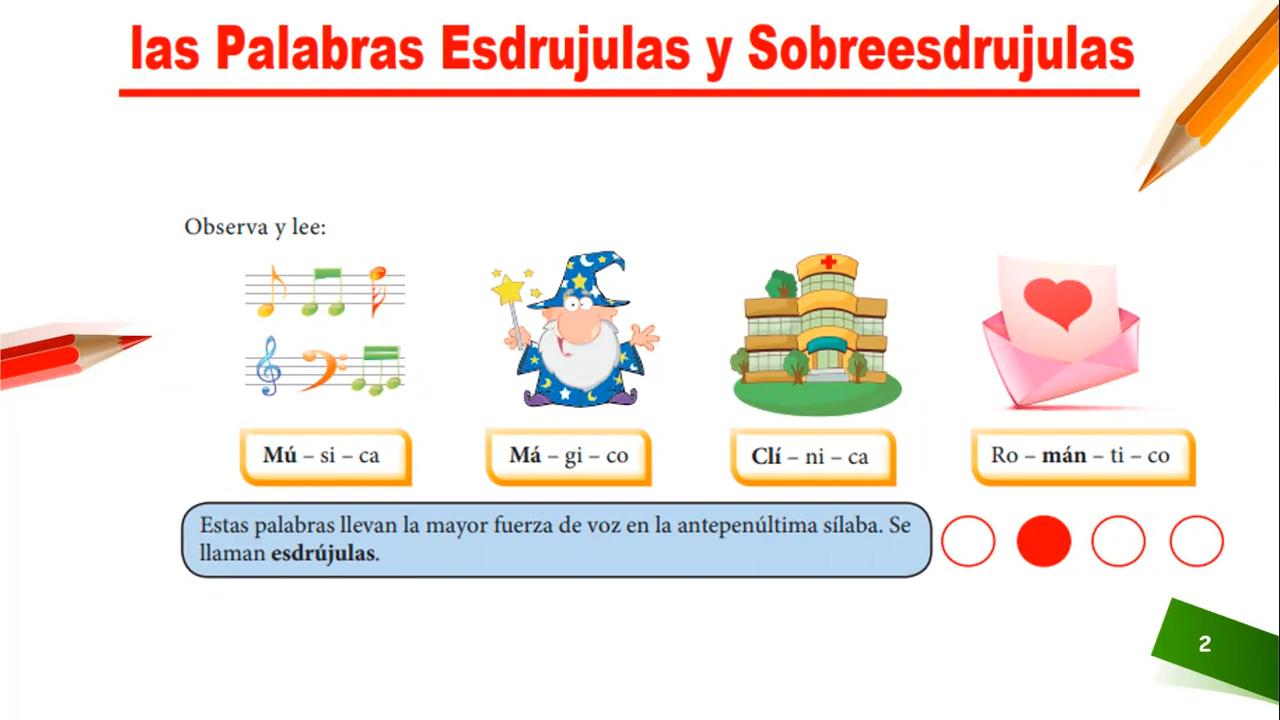 las Palabras Esdrujulas y Sobreesdrujulas
Observa y lee:
Mú – si – ca
Má – gi – co
Clí – ni – ca
Ro – mán – ti – co
Estas palabras llevan la mayor fuerza de voz en la antepenúltima sílaba. Se
llaman esdrújulas.
2